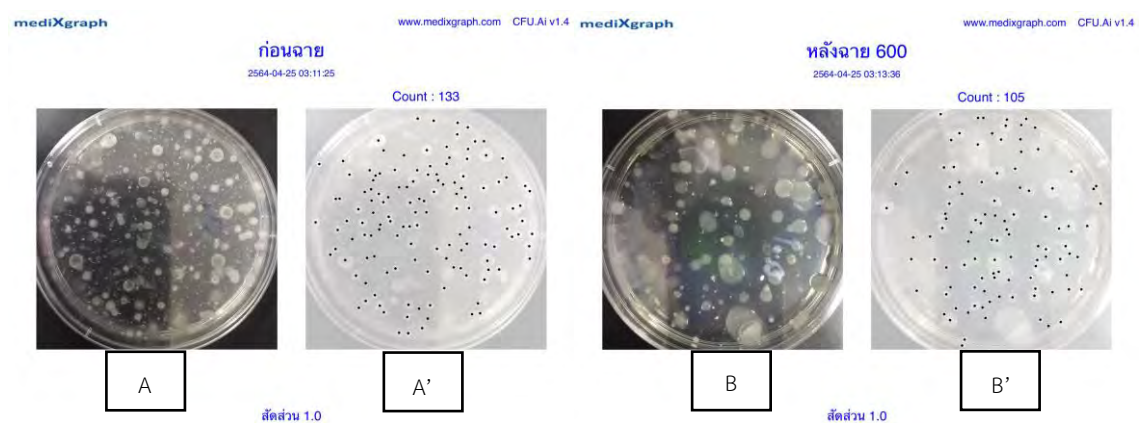 mediXgraph
www.medixgraph.com CFU.Ai v1.4
ก่อนฉาย
2564-04-25 03:11:25
Count : 133
A
A’
สัดส่วน 1.0
mediXgraph
www.medixgraph.com CFU.Ai v1.4
หลังฉาย 600
2564-04-25 03:13:36
Count : 105
B
B’
สัดส่วน 1.0